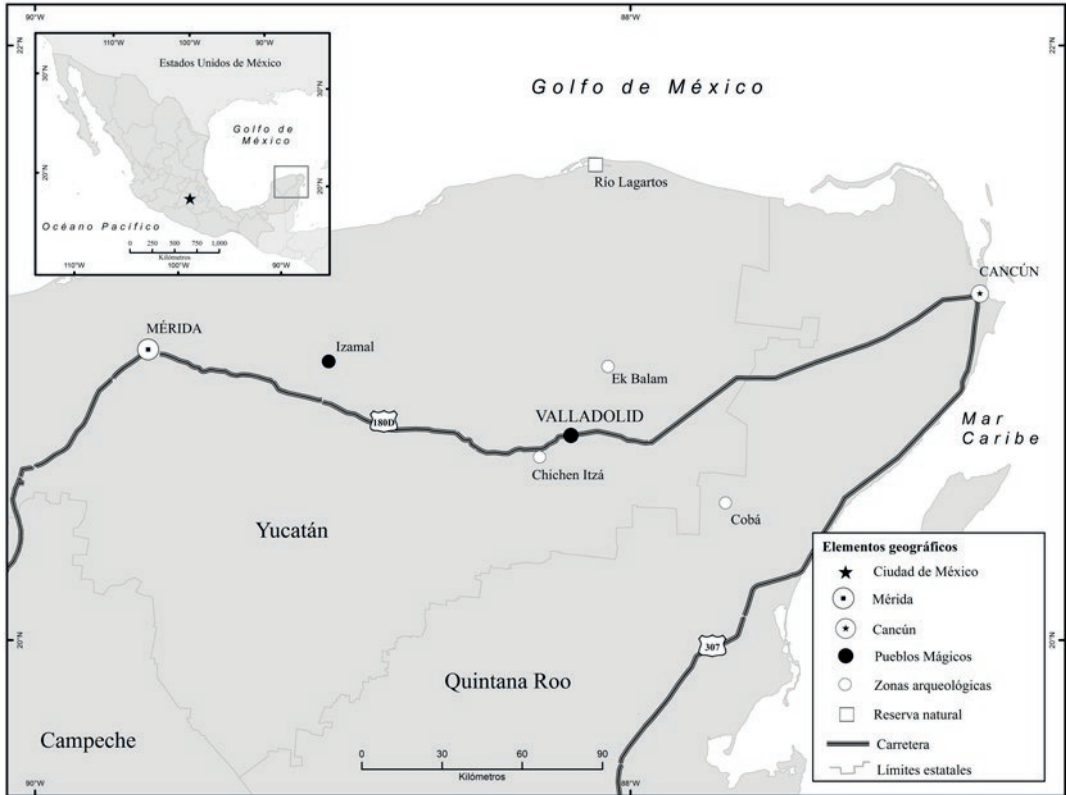 90°W
88°W
22°N
22°N
110°W
100°W
90°W
Estados Unidos de México
30°N
30°N
Golfo de
México
20°N
20°N
Océano Pacífico
0 250 500 750 1,000
Kilómetros
110°W
100°W
90°W
Golfo de México
Río Lagartos
CANCÚN
MÉRIDA
Izamal
Ek Balam
180D
VALLADOLID
Mar
Caribe
Chichen Itzá
Cobá
Yucatán
Elementos geográficos
Ciudad de México
Mérida
Cancún
Pueblos Mágicos
Zonas arqueológicas
Reserva natural
Carretera
Límites estatales
20°N
20°N
307
Quintana Roo
Campeche
0 30 60 90
Kilómetros
90°W
88°W